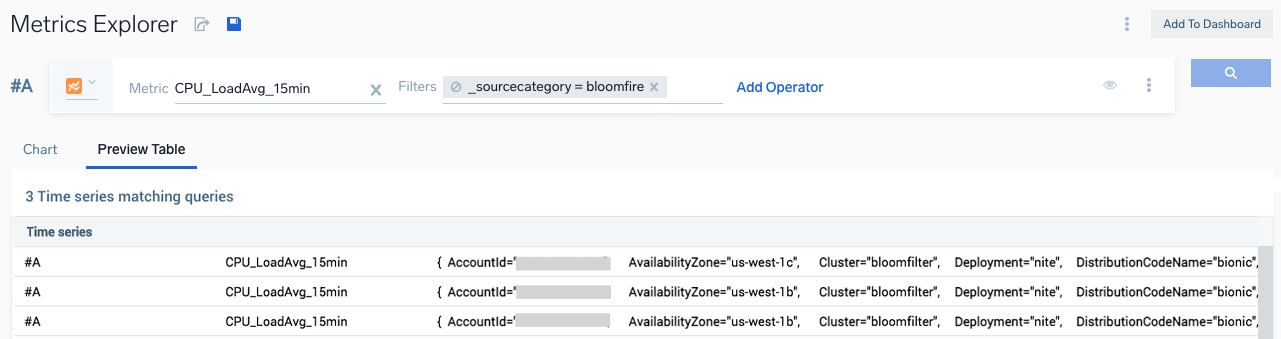 Metrics Explorer
Add To Dashboard
#A Metric CPU_LoadAvg_15min Filters _sourcecategory = bloomfire Add Operator
Chart Preview Table
3 Time series matching queries
Time series
#A CPU_LoadAvg_15min { AccountId=" AvailabilityZone="us-west-1c", Cluster="bloomfilter", Deployment="nite", DistributionCodeName="bionic",
#A CPU_LoadAvg_15min { AccountId=" AvailabilityZone="us-west-1b", Cluster="bloomfilter", Deployment="nite", DistributionCodeName="bionic",
#A CPU_LoadAvg_15min { AccountId=" AvailabilityZone="us-west-1b", Cluster="bloomfilter", Deployment="nite", DistributionCodeName="bionic",